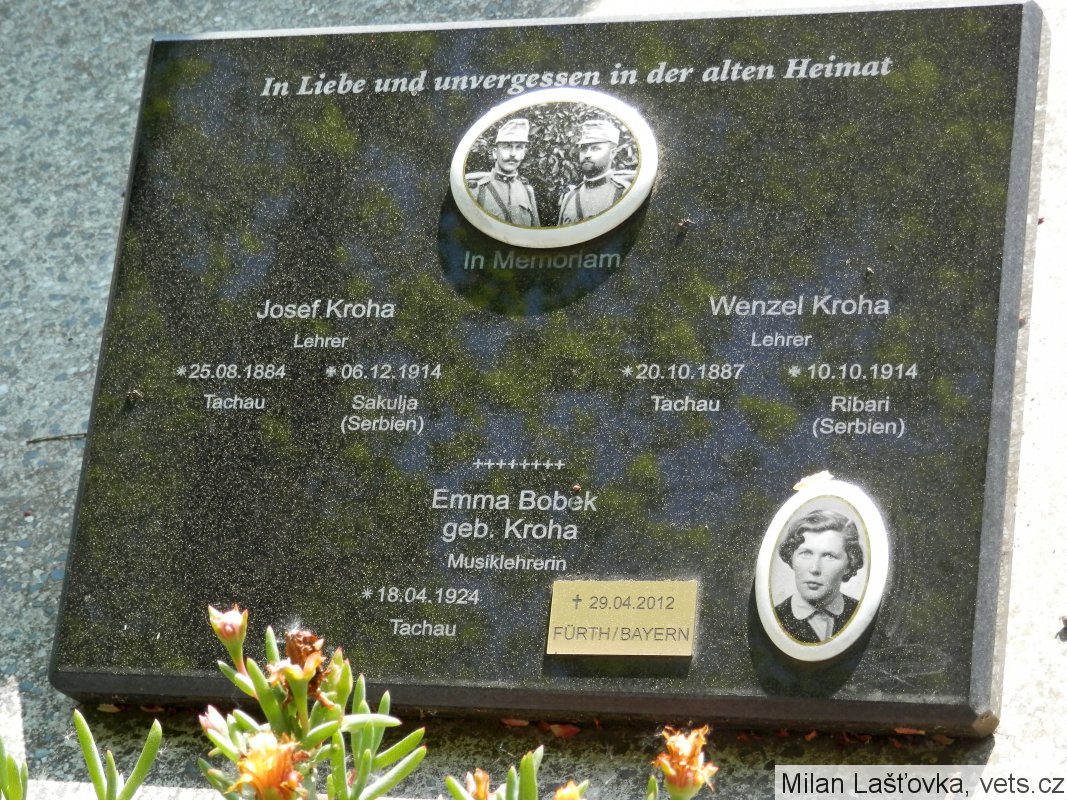 In Liebe und unvergessen in der alten Heimat
In Memoriam
Josef Kroha
Lehrer
*25.08.1884 *06.12.1914
Tachau Sakulja
(Serbien)
Wenzel Kroha
Lehrer
*20.10.1887 *10.10.1914
Tachau Ribari
(Serbien)
++++++++
Emma Bobek
geb. Kroha
Musiklehrerin
*18.04.1924
Tachau
† 29.04.2012
FÜRTH/BAYERN
Milan Lašťovka, vets.cz